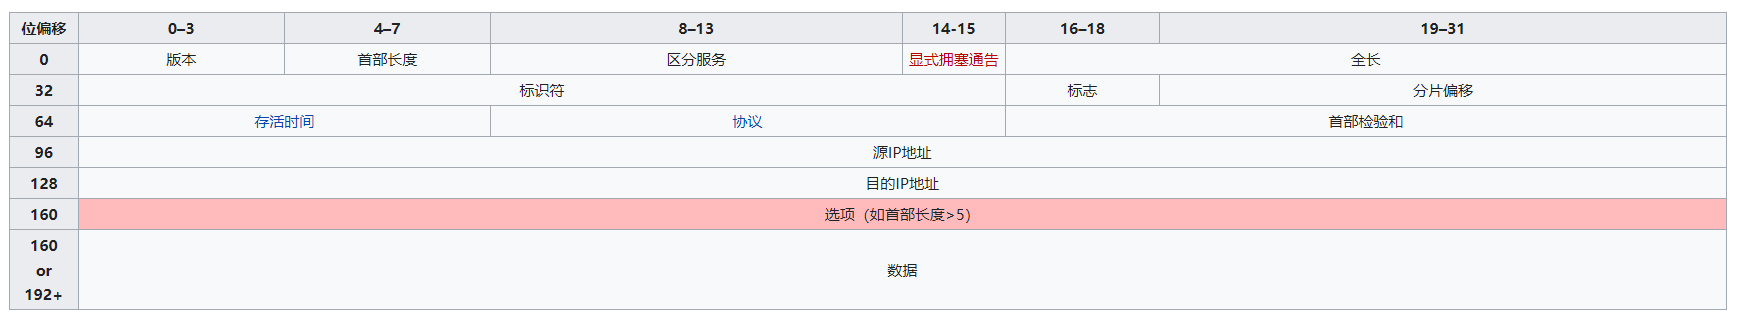 位偏移 0–3 4–7 8–13 14-15 16–18 19–31
0 版本 首部长度 区分服务 显式拥塞通告 全长
32 标识符 标志 分片偏移
64 存活时间 协议 首部检验和
96 源IP地址
128 目的IP地址
160 选项（如首部长度>5）
160
or
192+
数据